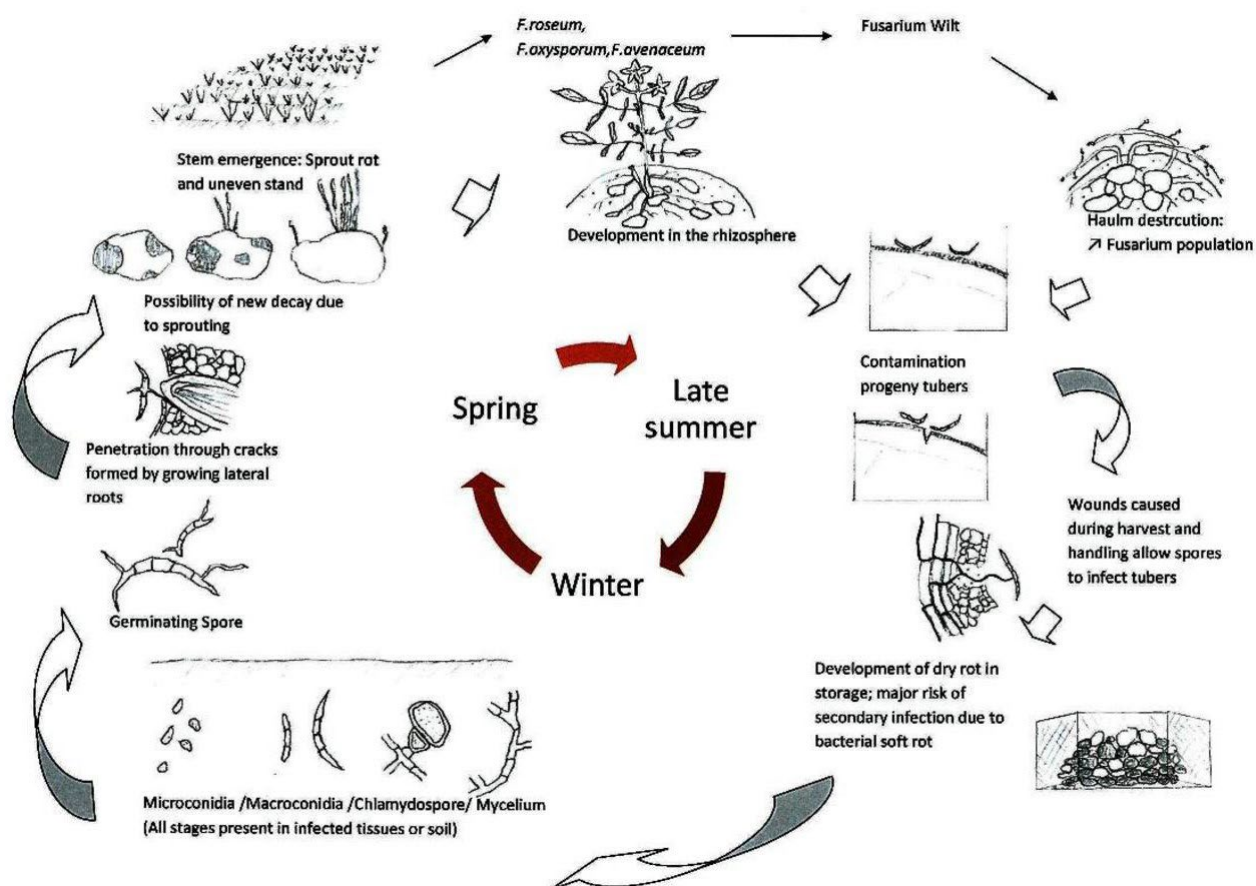 F.roseum,
F.oxysporum,F.avenaceum
Fusarium Wilt
Stem emergence: Sprout rot
and uneven stand
Development in the rhizosphere
Haulm destrcution:
↗ Fusarium population
Possibility of new decay due
to sprouting
Contamination
progeny tubers
Spring
Late
summer
Winter
Penetration through cracks
formed by growing lateral
roots
Wounds caused
during harvest and
handling allow spores
to infect tubers
Germinating Spore
Development of dry rot in
storage; major risk of
secondary infection due to
bacterial soft rot
Microconidia /Macroconidia /Chlamydospore/ Mycelium
(All stages present in infected tissues or soil)